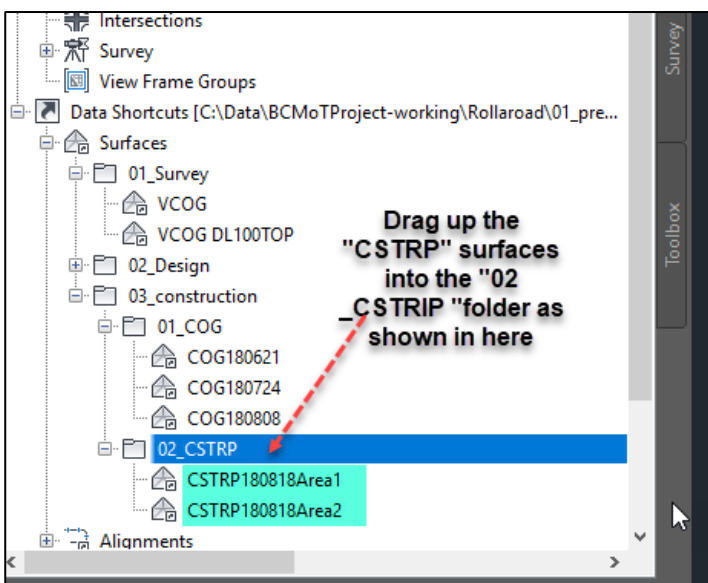 Intersections
Survey
View Frame Groups
Data Shortcuts [C:\Data\BCMoTProject-working\Rollaroad\01_pre...
Surfaces
01_Survey
VCOG
VCOG DL100TOP
02_Design
03_construction
01_COG
COG180621
COG180724
COG180808
02_CSTRP
CSTRP180818Area1
CSTRP180818Area2
Alignments
Drag up the
"CSTRP" surfaces
into the "02
_CSTRIP "folder as
shown in here
Survey
Toolbox